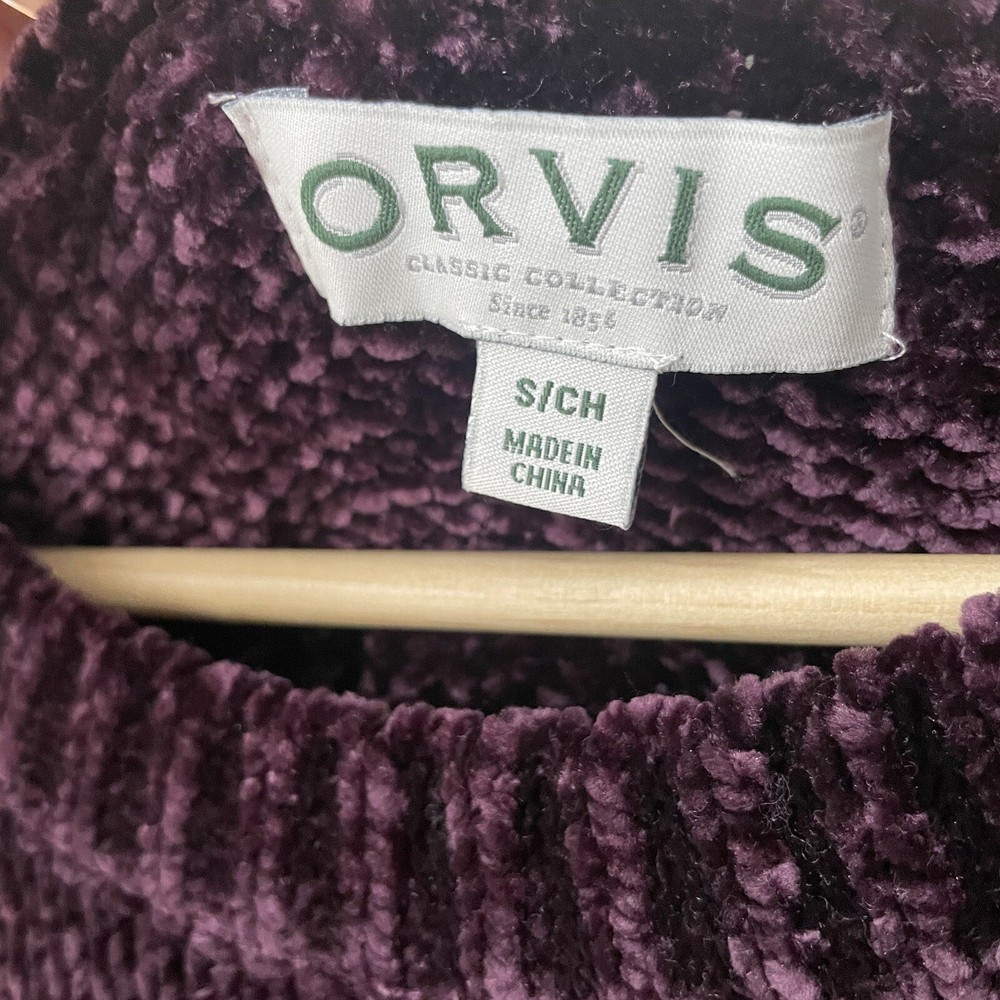 ORVIS®
CLASSIC COLLECTION
Since 1856
S/CH
MADE IN
CHINA